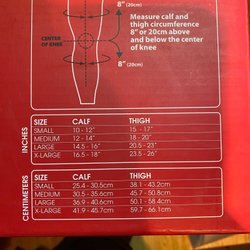 8" (20cm)
Measure calf and
thigh circumference
8" or 20cm above
and below the center
of knee
CENTER
OF KNEE
8" (20cm)
INCHES
SIZE CALF THIGH
SMALL 10 - 12" 15 - 17"
MEDIUM 12 - 14" 18 - 20"
LARGE 14.5 - 16" 20.5 - 23"
X-LARGE 16.5 - 18" 23.5 - 26"
CENTIMETERS
SIZE CALF THIGH
SMALL 25.4 - 30.5cm 38.1 - 43.2cm
MEDIUM 30.5 - 35.6cm 45.7 - 50.8cm
LARGE 36.9 - 40.6cm 50.1 - 58.4cm
X-LARGE 41.9 - 45.7cm 59.7 - 66.1cm